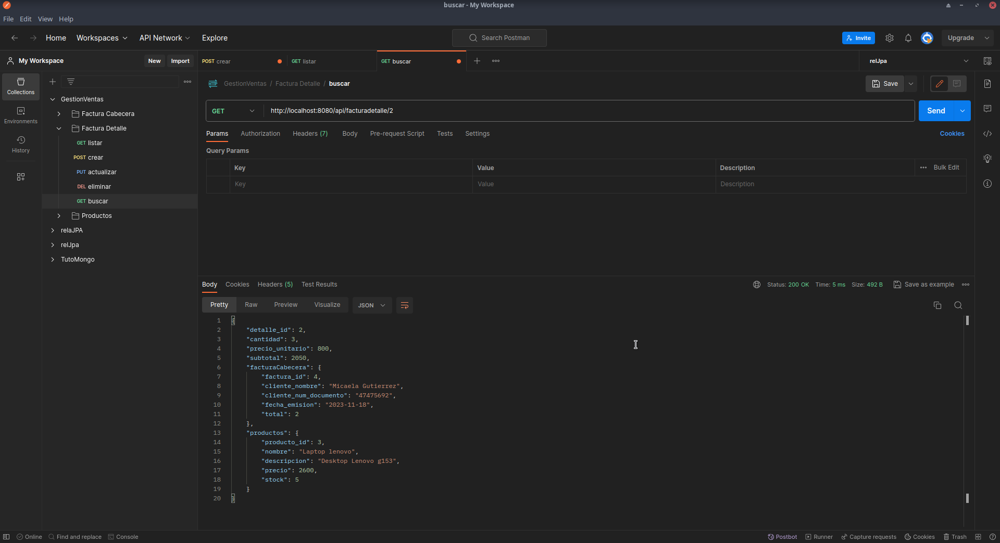 buscar - My Workspace
File Edit View Help
Home Workspaces API Network Explore Search Postman Invite Upgrade
My Workspace New Import POST crear GET listar GET buscar relJpa
GestionVentas / Factura Detalle / buscar Save
Collections
Environments
History
GestionVentas
Factura Cabecera
Factura Detalle
GET listar
POST crear
PUT actualizar
DEL eliminar
GET buscar
Productos
relaJPA
relJpa
TutoMongo
HTTP
GET http://localhost:8080/api/facturadetalle/2 Send
Params Authorization Headers (7) Body Pre-request Script Tests Settings Cookies
Query Params
Key Value Description Bulk Edit
Key Value Description
Body Cookies Headers (5) Test Results Status: 200 OK Time: 5 ms Size: 492 B Save as example
Pretty Raw Preview Visualize JSON
1 {
2 "detalle_id": 2,
3 "cantidad": 3,
4 "precio_unitario": 800,
5 "subtotal": 2050,
6 "facturaCabecera": {
7 "factura_id": 4,
8 "cliente_nombre": "Micaela Gutierrez",
9 "cliente_num_documento": "47475692",
10 "fecha_emision": "2023-11-18",
11 "total": 2
12 },
13 "productos": {
14 "producto_id": 3,
15 "nombre": "Laptop lenovo",
16 "descripcion": "Desktop Lenovo g153",
17 "precio": 2600,
18 "stock": 5
19 }
20 }
Online Find and replace Console Postbot Runner Capture requests Cookies Trash